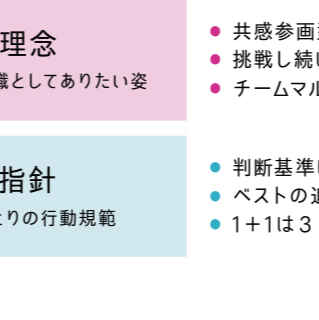 理念
織としてありたい姿
共感参画
挑戦し続
チームマル
指針
とりの行動規範
判断基準
ベストの追
1+1は3